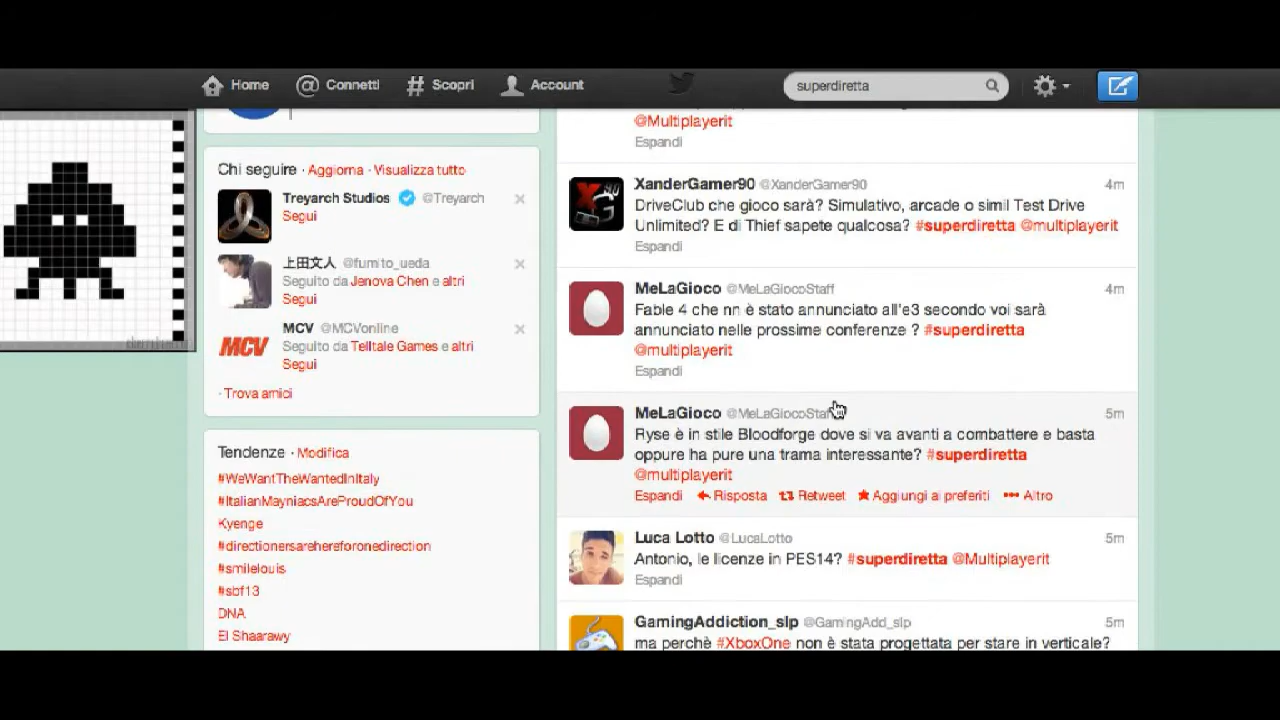 Home
Connetti
Scopri
Account
superdiretta
Chi seguire · Aggiorna · Visualizza tutto
Treyarch Studios @Treyarch
Segui
上田文人 @fumito_ueda
Seguito da Jenova Chen e altri
Segui
MCV
MCV @MCVonline
Seguito da Telltale Games e altri
Segui
· Trova amici
Tendenze · Modifica
#WeWantTheWantedInItaly
#ItalianMayniacsAreProudOfYou
Kyenge
#directionersarehereforonedirection
#smilelouis
#sbf13
DNA
El Shaarawy
@Multiplayerit
Espandi
XanderGamer90 @XanderGamer90 4m
DriveClub che gioco sarà? Simulativo, arcade o simil Test Drive
Unlimited? E di Thief sapete qualcosa? #superdiretta @multiplayerit
Espandi
MeLaGioco @MeLaGiocoStaff 4m
Fable 4 che nn è stato annunciato all'e3 secondo voi sarà
annunciato nelle prossime conferenze ? #superdiretta
@multiplayerit
Espandi
MeLaGioco @MeLaGiocoStaff 5m
Ryse è in stile Bloodforge dove si va avanti a combattere e basta
oppure ha pure una trama interessante? #superdiretta
@multiplayerit
Espandi Risposta Retweet Aggiungi ai preferiti Altro
Luca Lotto @LucaLotto 5m
Antonio, le licenze in PES14? #superdiretta @Multiplayerit
Espandi
GamingAddiction_slp @GamingAdd_slp 5m
ma perchè #XboxOne non è stata progettata per stare in verticale?